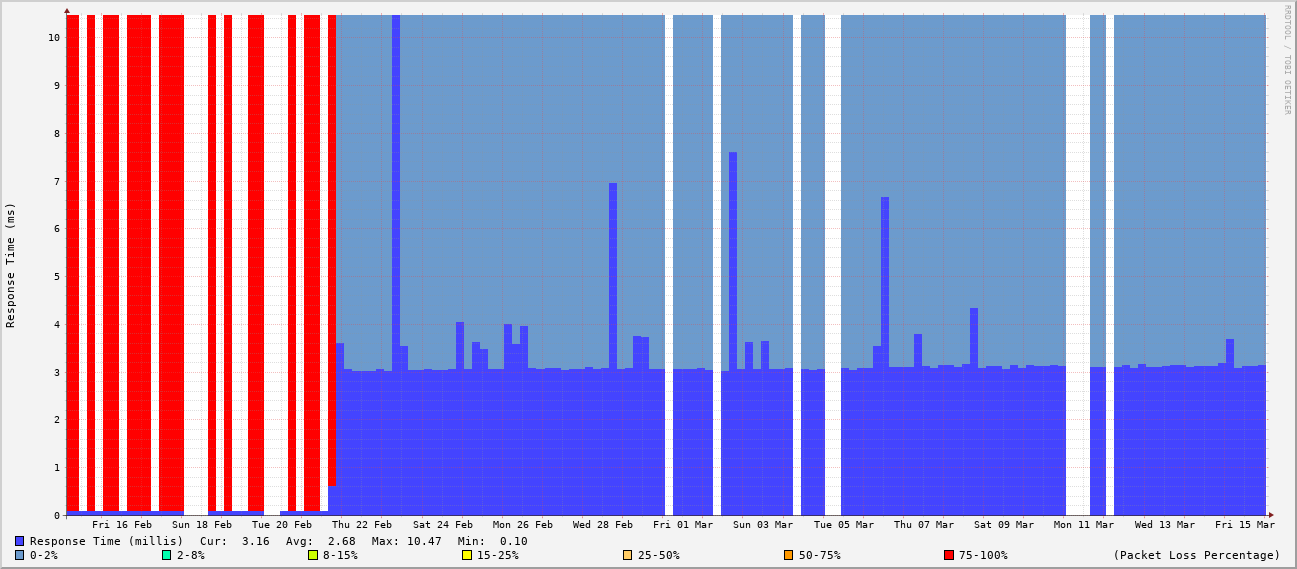 RRDTOOL / TOBI OETIKER
Response Time (ms)
10
9
8
7
6
5
4
3
2
1
0
Fri 16 Feb Sun 18 Feb Tue 20 Feb Thu 22 Feb Sat 24 Feb Mon 26 Feb Wed 28 Feb Fri 01 Mar Sun 03 Mar Tue 05 Mar Thu 07 Mar Sat 09 Mar Mon 11 Mar Wed 13 Mar Fri 15 Mar
Response Time (millis) Cur: 3.16 Avg: 2.68 Max: 10.47 Min: 0.10
0-2% 2-8% 8-15% 15-25% 25-50% 50-75% 75-100% (Packet Loss Percentage)